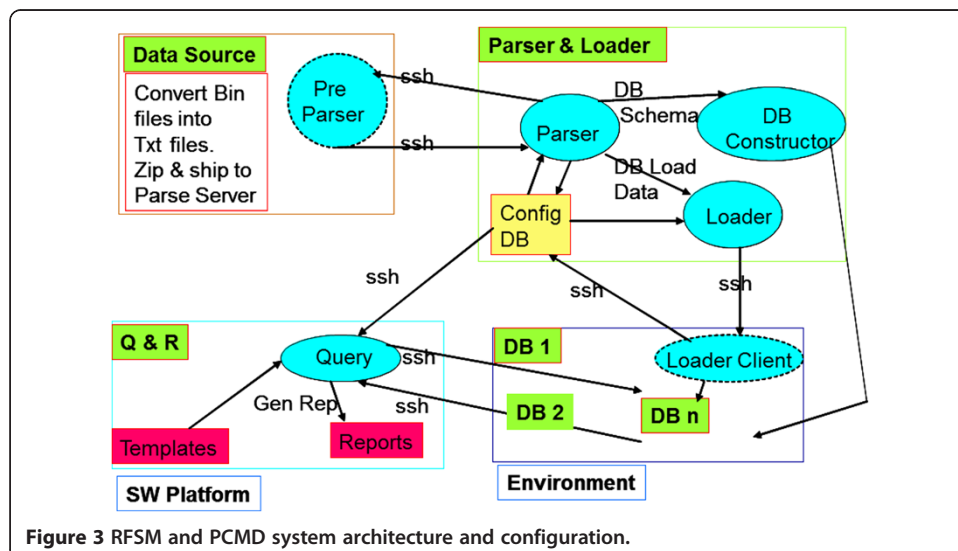 Data Source
Convert Bin
files into
Txt files.
Zip & ship to
Parse Server
Pre
Parser
ssh
ssh
Parser & Loader
Parser
DB
Schema
DB
Constructor
DB Load
Data
Config
DB
Loader
ssh
ssh
ssh
Q & R
Query
ssh
Gen Rep
ssh
Templates
Reports
SW Platform
DB 1
Loader Client
DB 2
DB n
Environment
Figure 3 RFSM and PCMD system architecture and configuration.